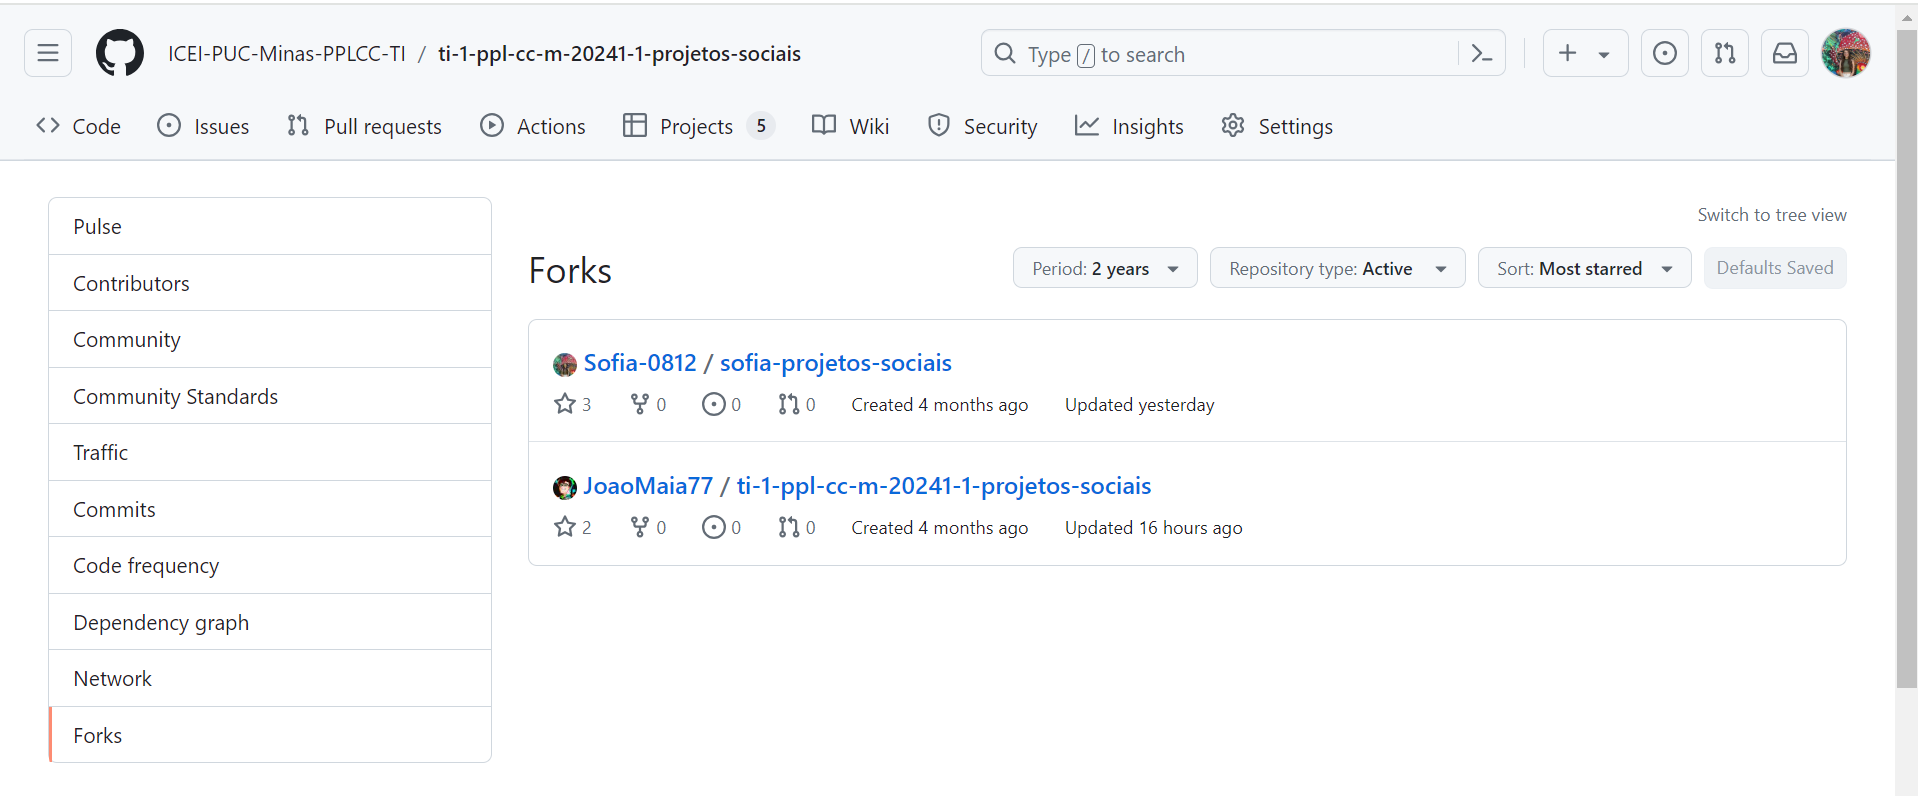 ICEI-PUC-Minas-PPLCC-TI / ti-1-ppl-cc-m-20241-1-projetos-sociais
Type / to search
Code
Issues
Pull requests
Actions
Projects 5
Wiki
Security
Insights
Settings
Pulse
Contributors
Community
Community Standards
Traffic
Commits
Code frequency
Dependency graph
Network
Forks
Switch to tree view
Forks
Period: 2 years
Repository type: Active
Sort: Most starred
Defaults Saved
Sofia-0812 / sofia-projetos-sociais
3 0 0 0 Created 4 months ago Updated yesterday
JoaoMaia77 / ti-1-ppl-cc-m-20241-1-projetos-sociais
2 0 0 0 Created 4 months ago Updated 16 hours ago